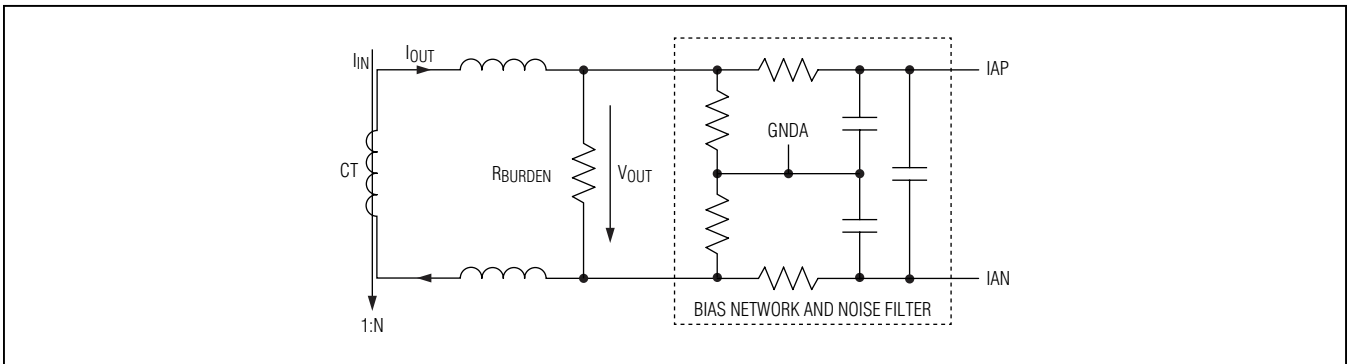 IIN
IOUT
IAP
GNDA
CT
RBURDEN
VOUT
IAN
BIAS NETWORK AND NOISE FILTER
1:N